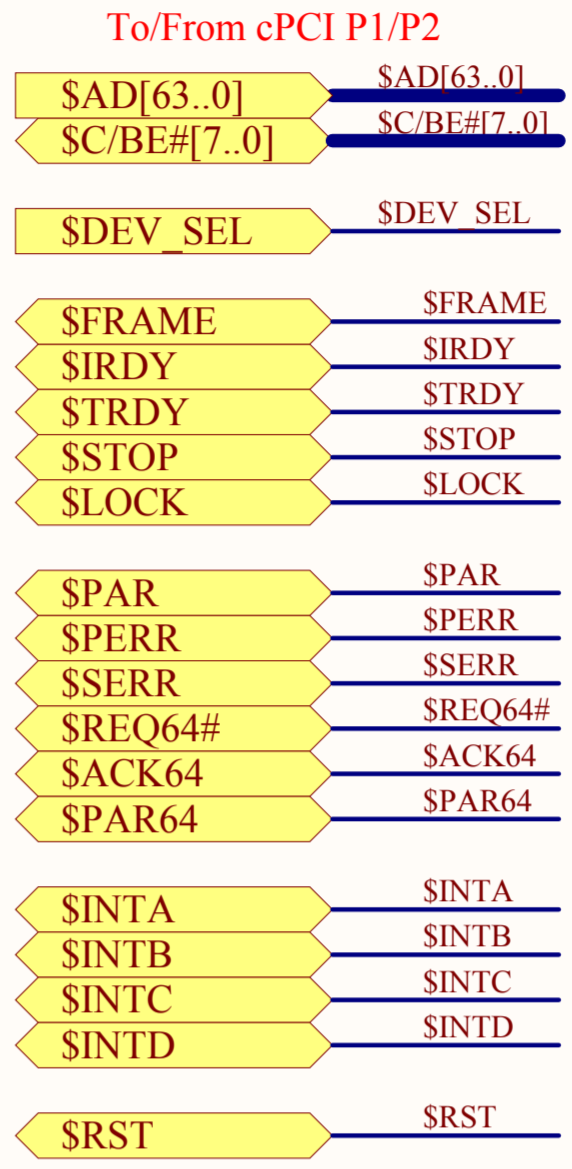 To/From cPCI P1/P2
$AD[63..0] $AD[63..0]
$C/BE#[7..0] $C/BE#[7..0]
$DEV_SEL $DEV_SEL
$FRAME $FRAME
$IRDY $IRDY
$TRDY $TRDY
$STOP $STOP
$LOCK $LOCK
$PAR $PAR
$PERR $PERR
$SERR $SERR
$REQ64# $REQ64#
$ACK64 $ACK64
$PAR64 $PAR64
$INTA $INTA
$INTB $INTB
$INTC $INTC
$INTD $INTD
$RST $RST